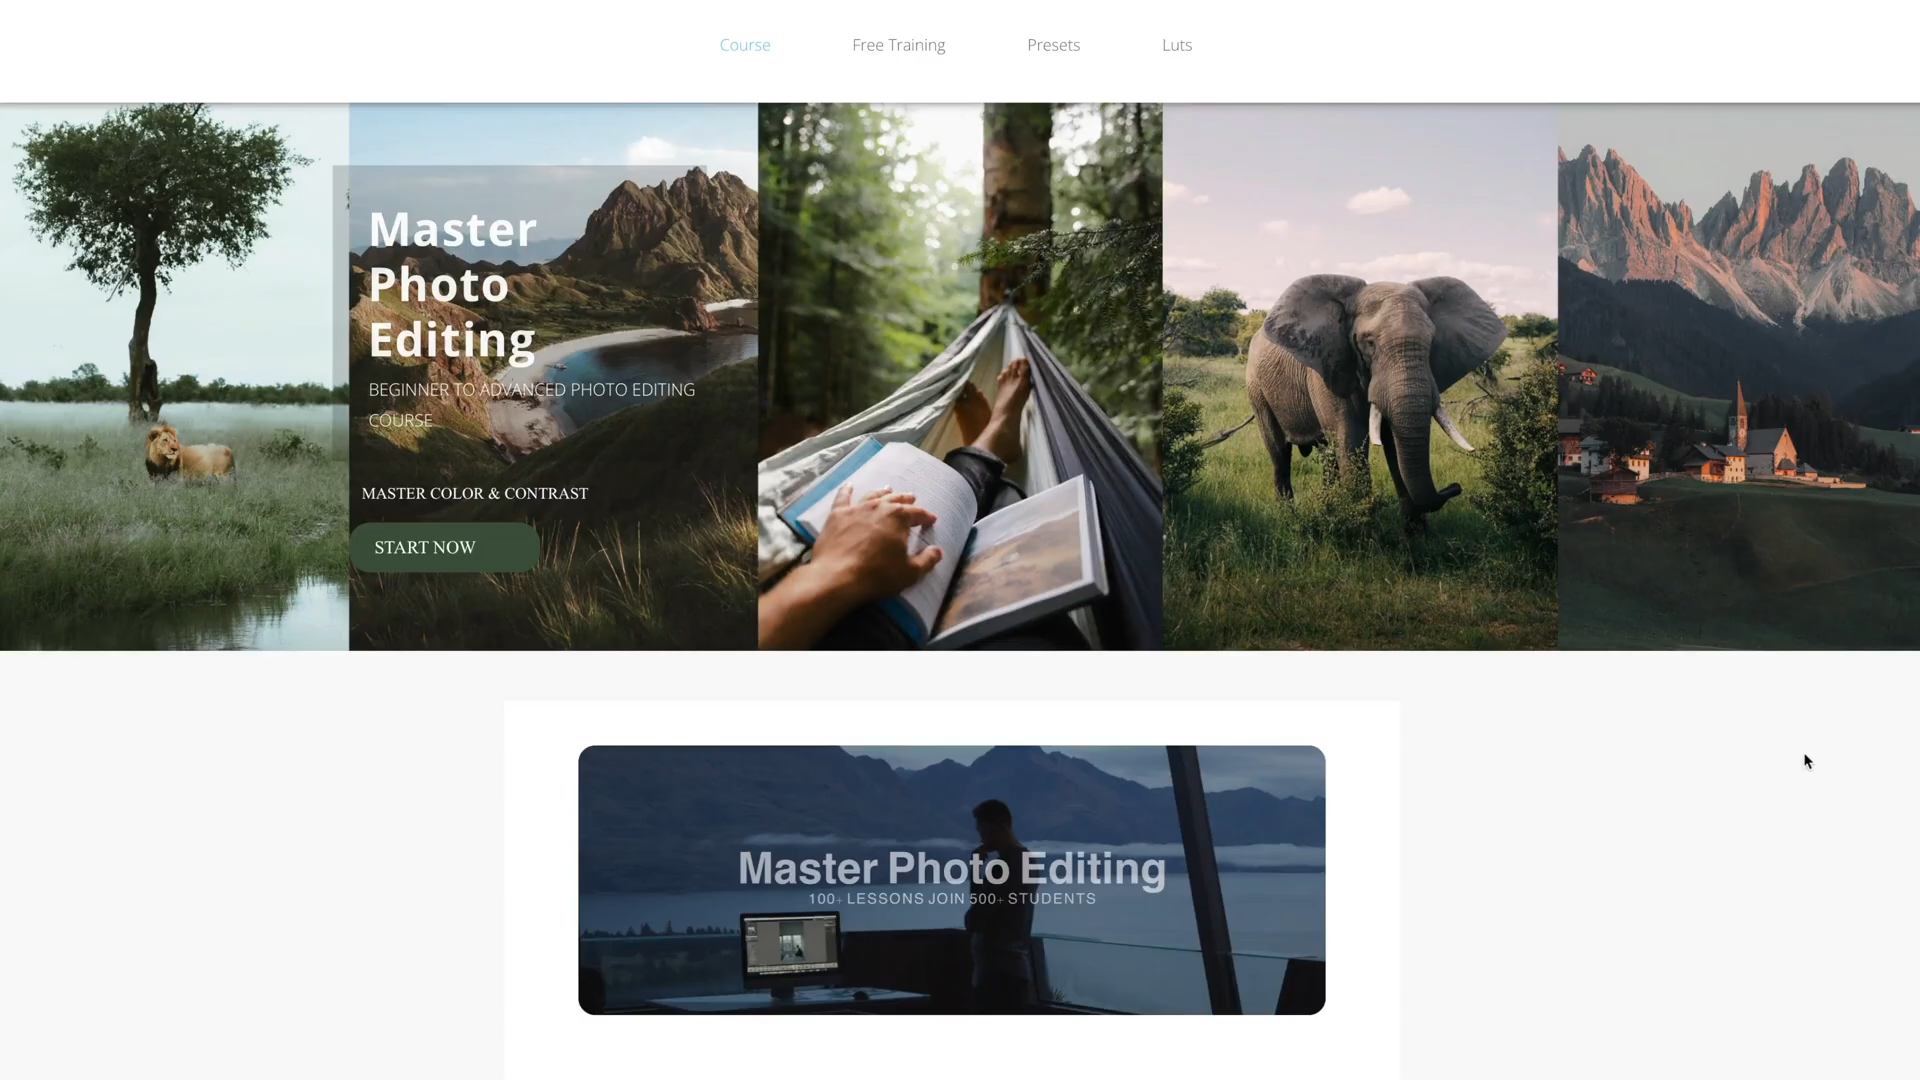 Course
Free Training
Presets
Luts
Master
Photo
Editing
BEGINNER TO ADVANCED PHOTO EDITING
COURSE
MASTER COLOR & CONTRAST
START NOW
Master Photo Editing
100+ LESSONS JOIN 500+ STUDENTS